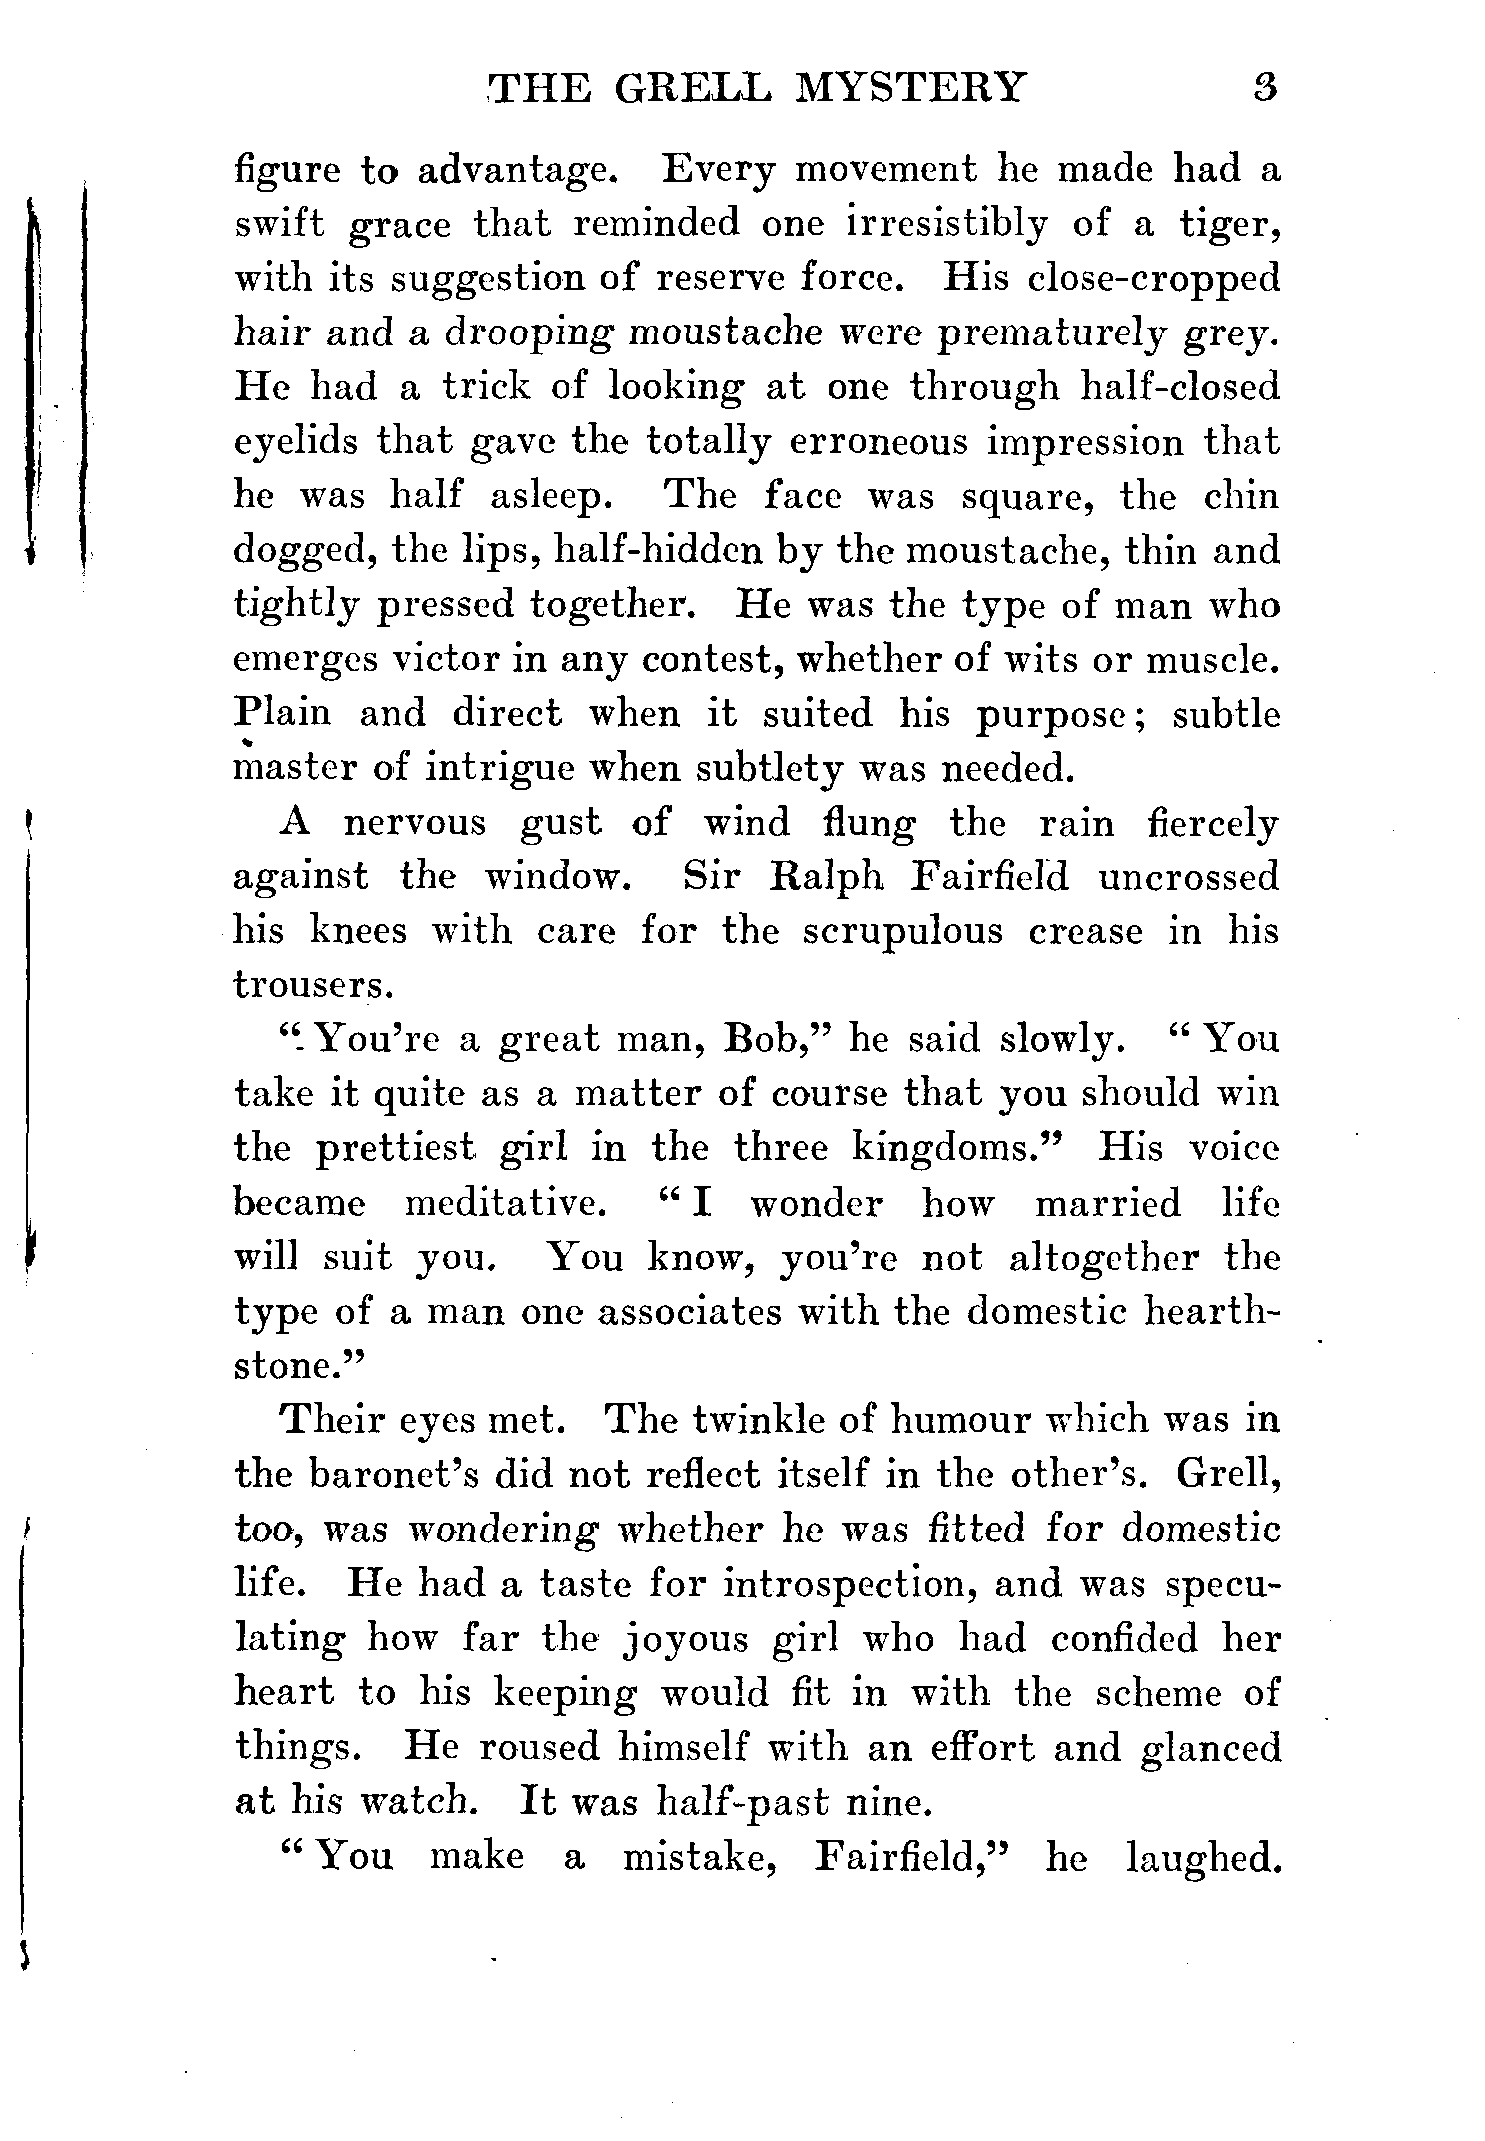 THE GRELL MYSTERY 3
figure to advantage. Every movement he made had a
swift grace that reminded one irresistibly of a tiger,
with its suggestion of reserve force. His close-cropped
hair and a drooping moustache were prematurely grey.
He had a trick of looking at one through half-closed
eyelids that gave the totally erroneous impression that
he was half asleep. The face was square, the chin
dogged, the lips, half-hidden by the moustache, thin and
tightly pressed together. He was the type of man who
emerges victor in any contest, whether of wits or muscle.
Plain and direct when it suited his purpose; subtle
master of intrigue when subtlety was needed.
A nervous gust of wind flung the rain fiercely
against the window. Sir Ralph Fairfield uncrossed
his knees with care for the scrupulous crease in his
trousers.
“ You’re a great man, Bob,” he said slowly. “ You
take it quite as a matter of course that you should win
the prettiest girl in the three kingdoms.” His voice
became meditative. “ I wonder how married life
will suit you. You know, you’re not altogether the
type of a man one associates with the domestic hearth-
stone.”
Their eyes met. The twinkle of humour which was in
the baronet’s did not reflect itself in the other’s. Grell,
too, was wondering whether he was fitted for domestic
life. He had a taste for introspection, and was specu-
lating how far the joyous girl who had confided her
heart to his keeping would fit in with the scheme of
things. He roused himself with an effort and glanced
at his watch. It was half-past nine.
“ You make a mistake, Fairfield,” he laughed.